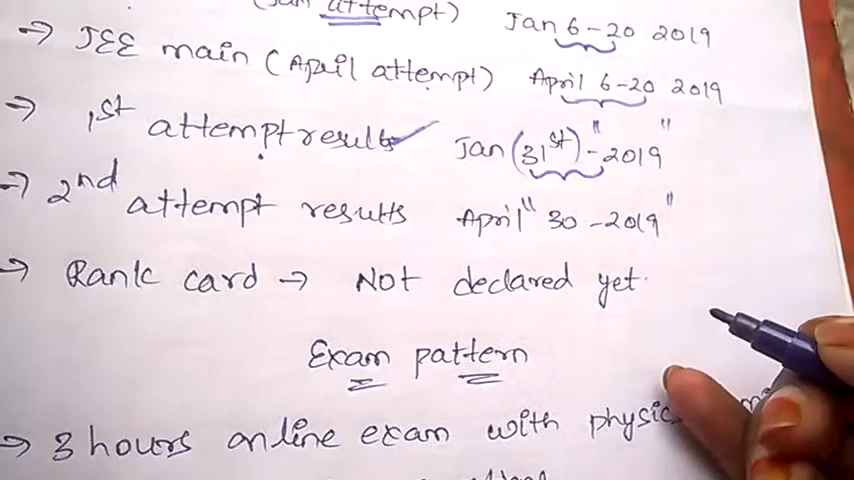 (Jan attempt) Jan 6-20 2019
→ JEE main (April attempt) April 6-20 2019
→ 1st attempt results Jan (31st) - "2019"
→ 2nd attempt results April "30 - 2019"
→ Rank card → Not declared yet.
Exam pattern
→ 3 hours online exam with physic